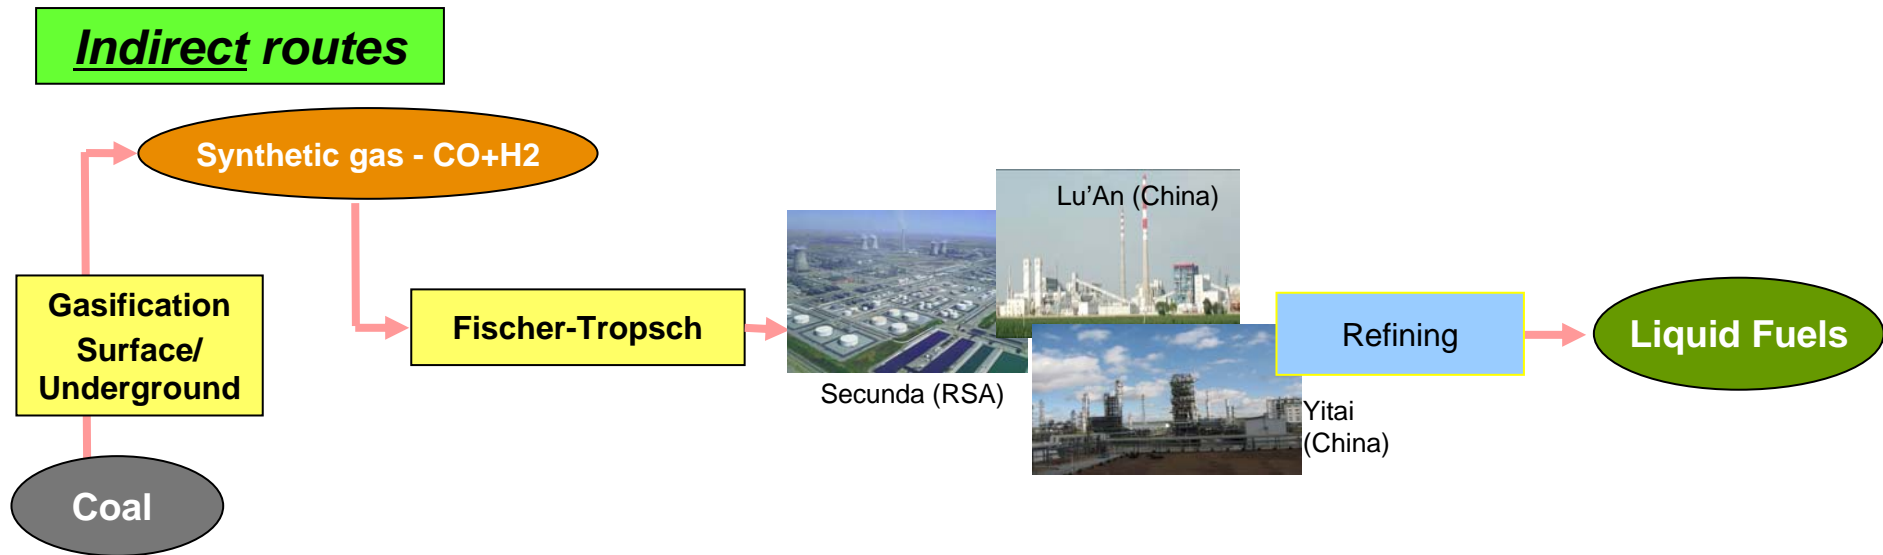 Indirect routes
Synthetic gas - CO+H2
Gasification
Surface/
Underground
Coal
Fischer-Tropsch
Secunda (RSA)
Lu’An (China)
Yitai
(China)
Refining
Liquid Fuels